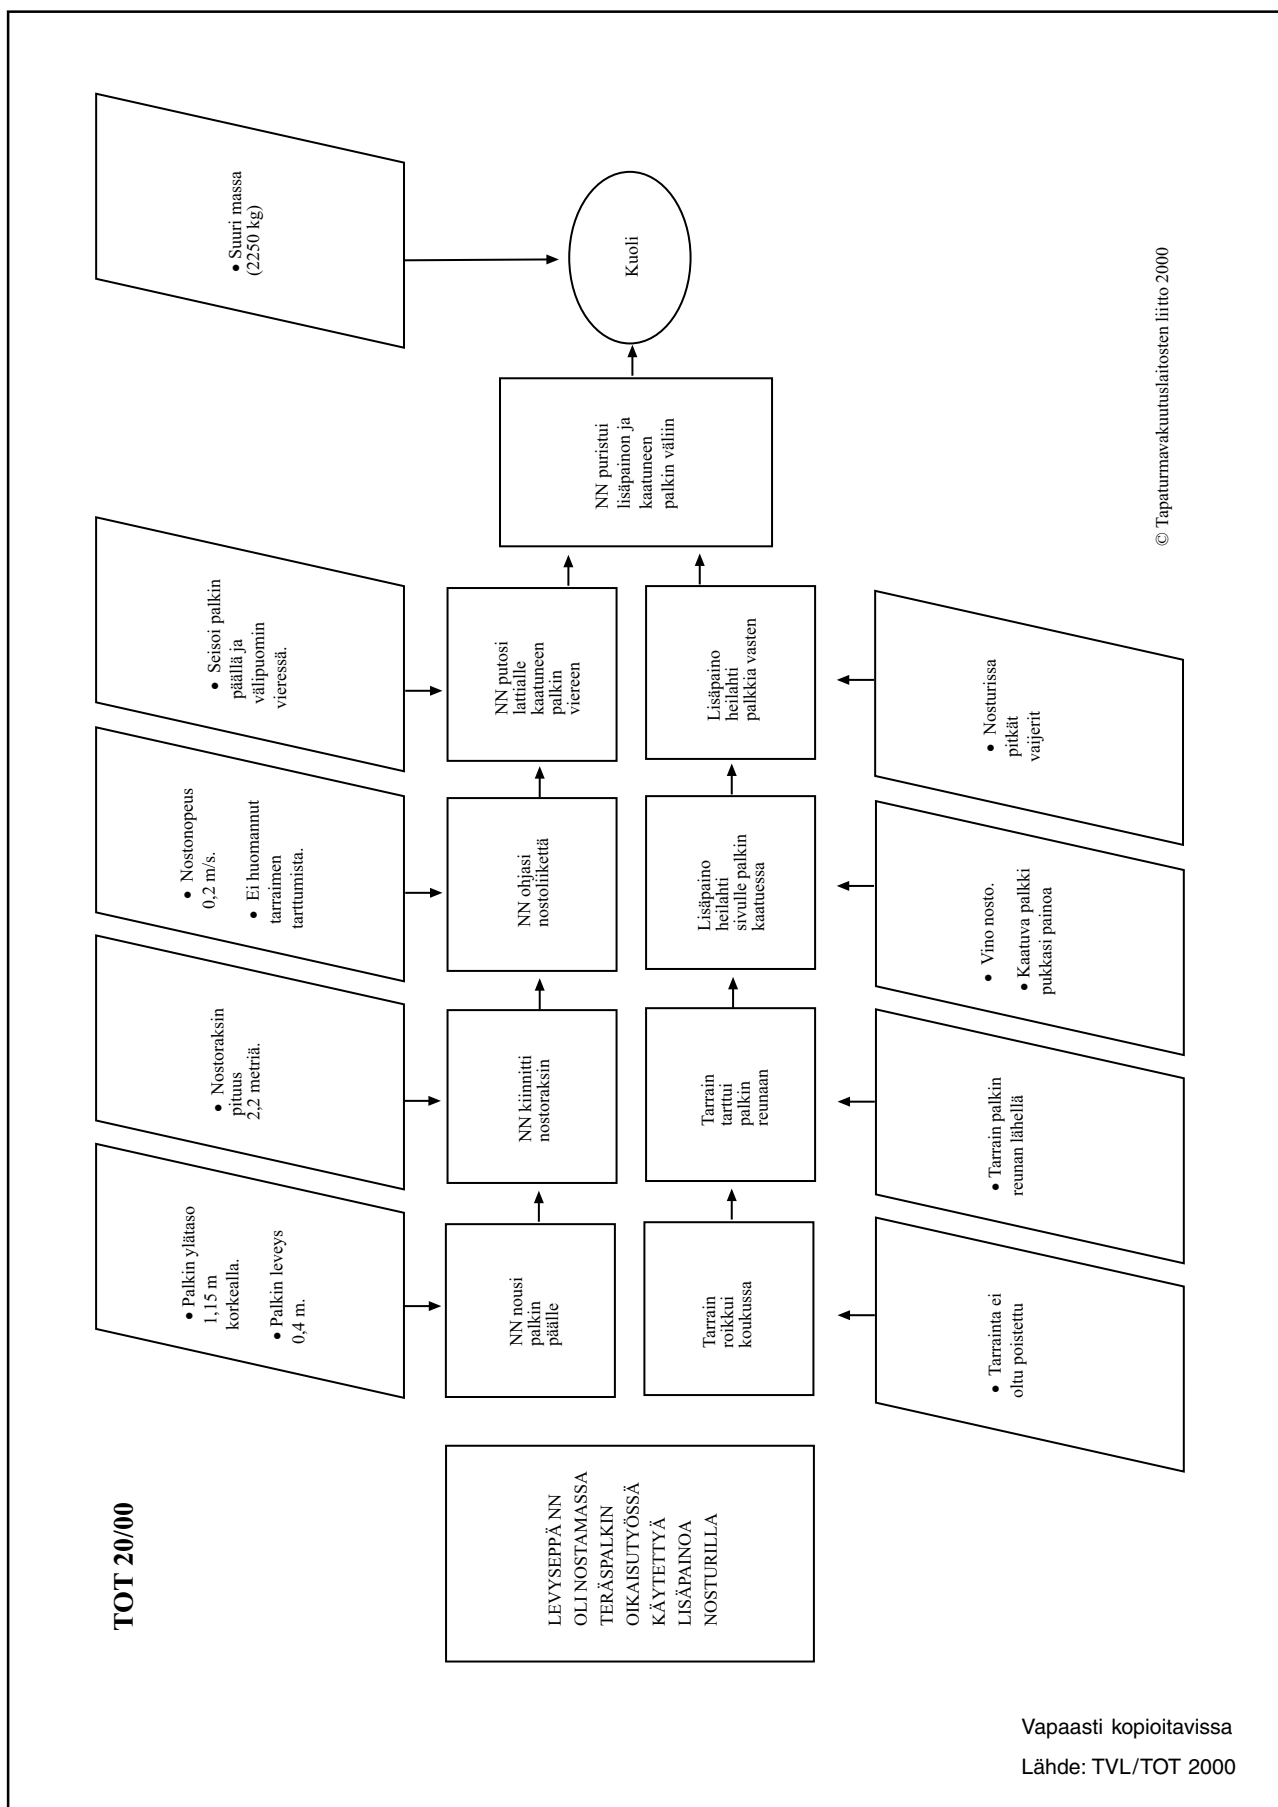 TOT 20/00
LEVYSEPPÄ NN
OLI NOSTAMASSA
TERÄSPALKIN
OIKAISUTYÖSSÄ
KÄYTETTYÄ
LISÄPAINOA
NOSTURILLA
• Palkin ylätaso
1,15 m
korkealla.
• Palkin leveys
0,4 m.
• Nostoraksin
pituus
2,2 metriä.
• Nostonopeus
0,2 m/s.
• Ei huomannut
tarraimen
tarttumista.
• Seisoi palkin
päällä ja
välipuomin
vieressä.
• Suuri massa
(2250 kg)
NN nousi
palkin
päälle
NN kiinnitti
nostoraksin
NN ohjasi
nostoliikettä
NN putosi
lattialle
kaatuneen
palkin
viereen
NN puristui
lisäpainon ja
kaatuneen
palkin väliin
Kuoli
Tarrain
roikkui
koukussa
Tarrain
tarttui
palkin
reunaan
Lisäpaino
heilahti
sivulle palkin
kaatuessa
Lisäpaino
heilahti
palkkia vasten
• Tarrainta ei
oltu poistettu
• Tarrain palkin
reunan lähellä
• Vino nosto.
• Kaatuva palkki
pukkasi painoa
• Nosturissa
pitkät
vaijerit
© Tapaturmavakuutuslaitosten liitto 2000
Vapaasti kopioitavissa
Lähde: TVL/TOT 2000